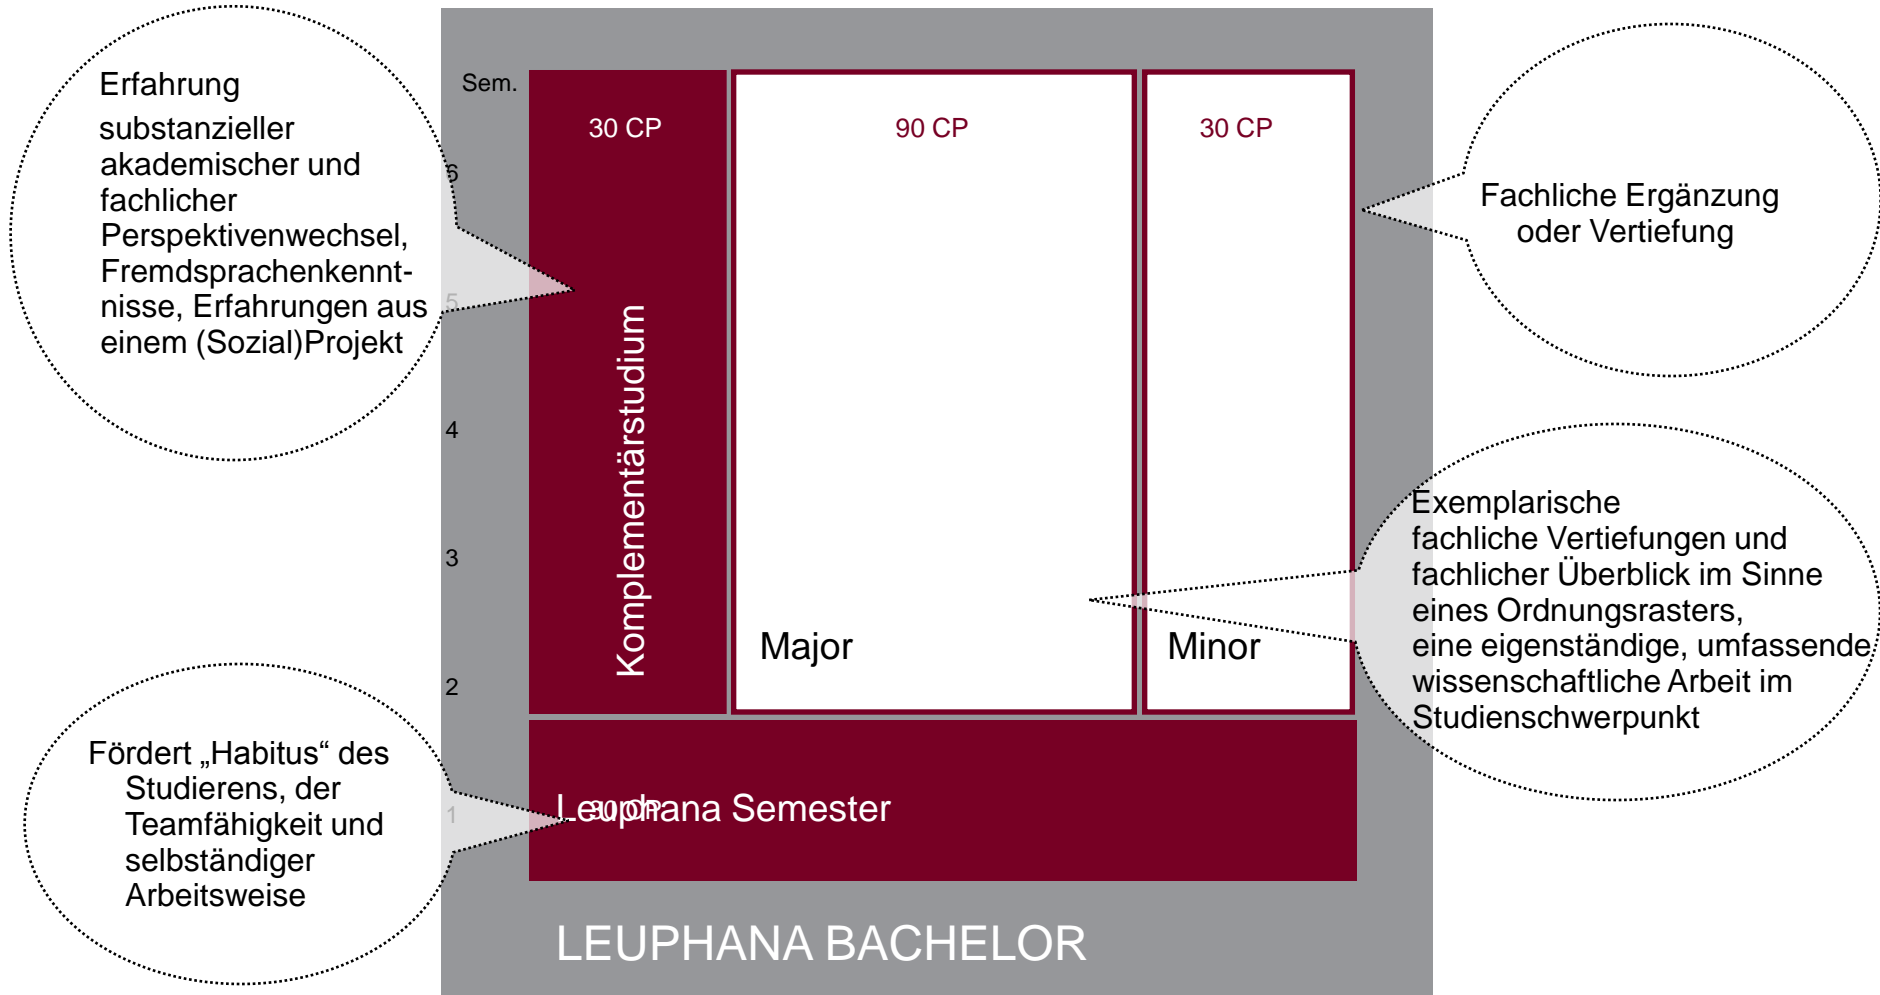 Erfahrung
substanzieller
akademischer und
fachlicher
Perspektivenwechsel,
Fremdsprachenkennt-
nisse, Erfahrungen aus
einem (Sozial)Projekt
Sem.
6
5
4
3
2
1
30 CP
90 CP
30 CP
Komplementärstudium
Major
Minor
Fachliche Ergänzung
oder Vertiefung
Exemplarische
fachliche Vertiefungen und
fachlicher Überblick im Sinne
eines Ordnungsrasters,
eine eigenständige, umfassende
wissenschaftliche Arbeit im
Studienschwerpunkt
Fördert „Habitus“ des
Studierens, der
Teamfähigkeit und
selbständiger
Arbeitsweise
Leuphana Semester
30 CP
LEUPHANA BACHELOR